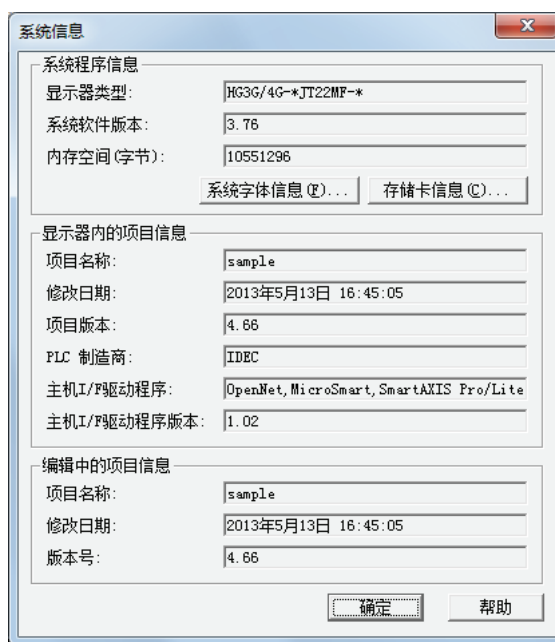 系统信息
系统程序信息
显示器类型: HG3G/4G-*JT22MF-*
系统软件版本: 3.76
内存空间(字节): 10551296
系统字体信息(F)... 存储卡信息(C)...
显示器内的项目信息
项目名称: sample
修改日期: 2013年5月13日 16:45:05
项目版本: 4.66
PLC 制造商: IDEC
主机I/F驱动程序: OpenNet,MicroSmart,SmartAXIS Pro/Lite
主机I/F驱动程序版本: 1.02
编辑中的项目信息
项目名称: sample
修改日期: 2013年5月13日 16:45:05
版本号: 4.66
确定 帮助